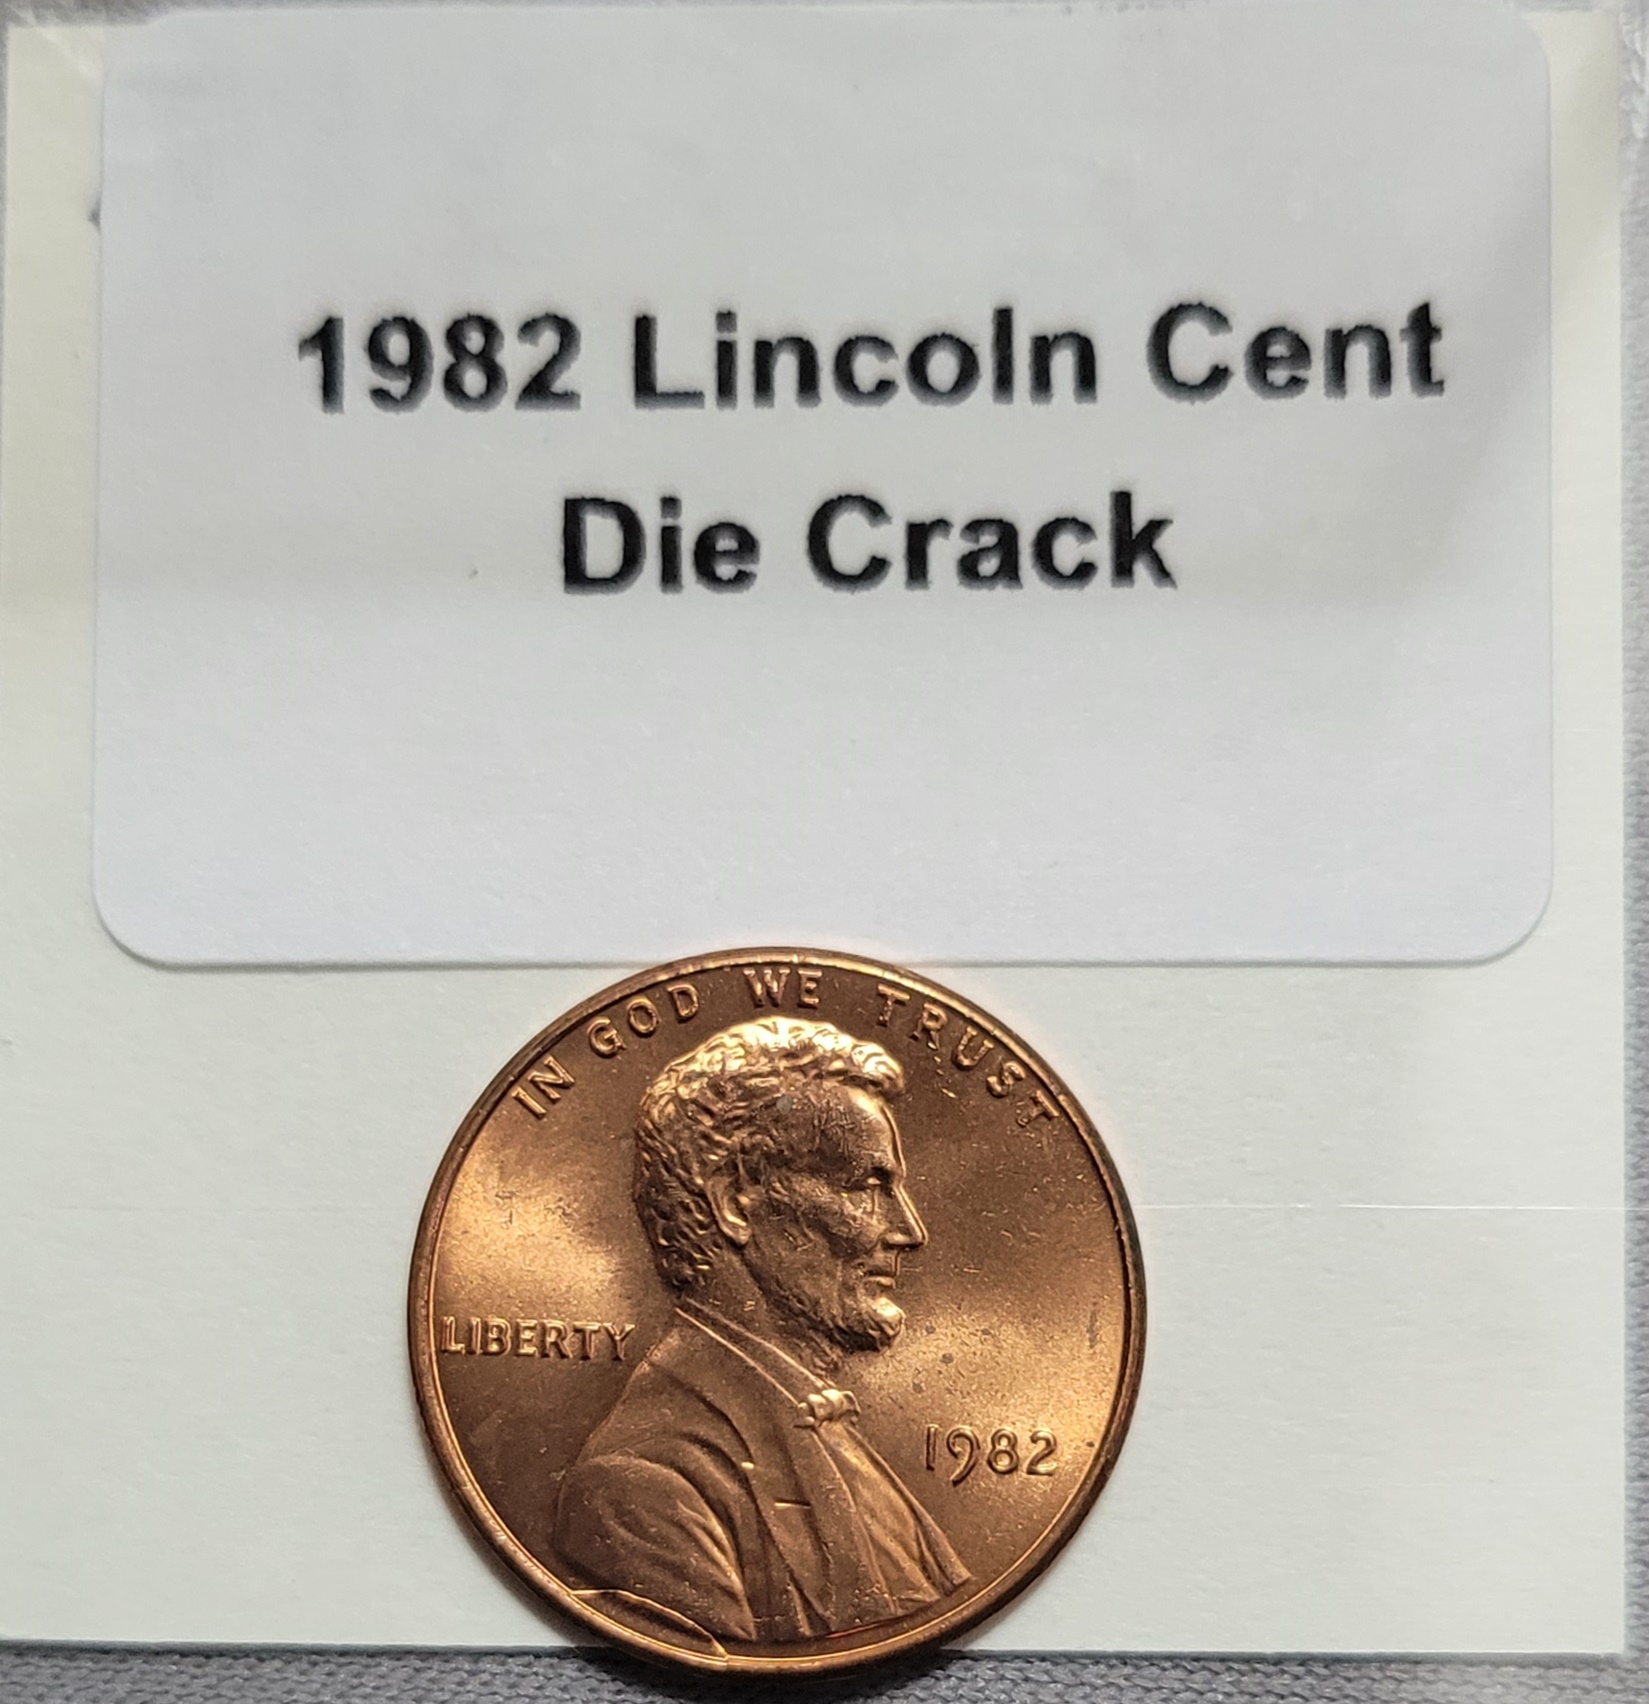 1982 Lincoln Cent
Die Crack
IN GOD WE TRUST
LIBERTY
1982